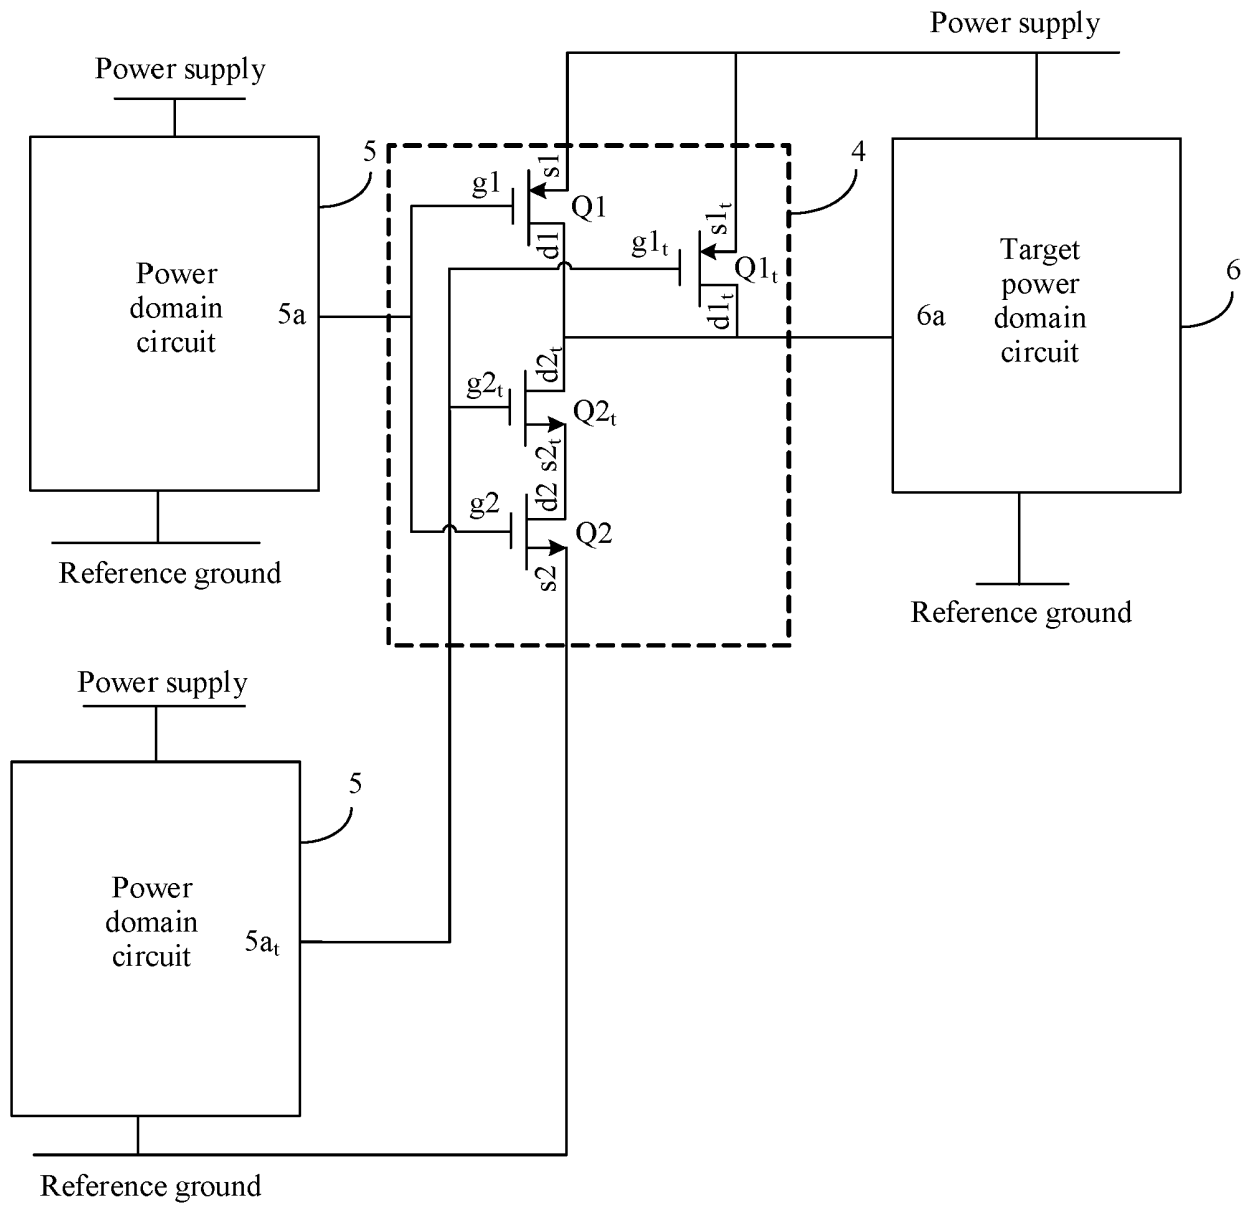 Power supply
Power supply
5
4
s1
g1
Q1
d1
s1t
g1t
Q1t
d1t
Power
domain
circuit
5a
Target
power
domain
circuit
6a
6
d2t
g2t
Q2t
s2t
d2
g2
Q2
s2
Reference ground
Reference ground
Power supply
5
Power
domain
circuit
5at
Reference ground